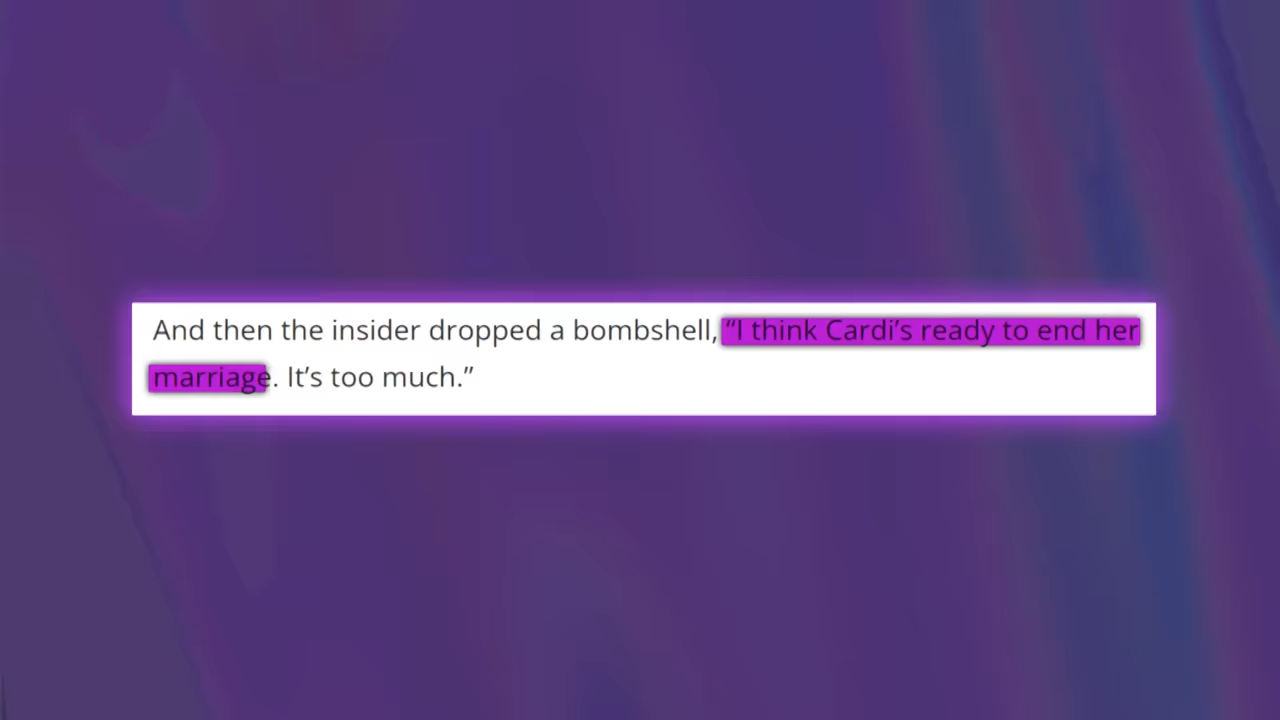 And then the insider dropped a bombshell, “I think Cardi’s ready to end her
marriage. It’s too much.”